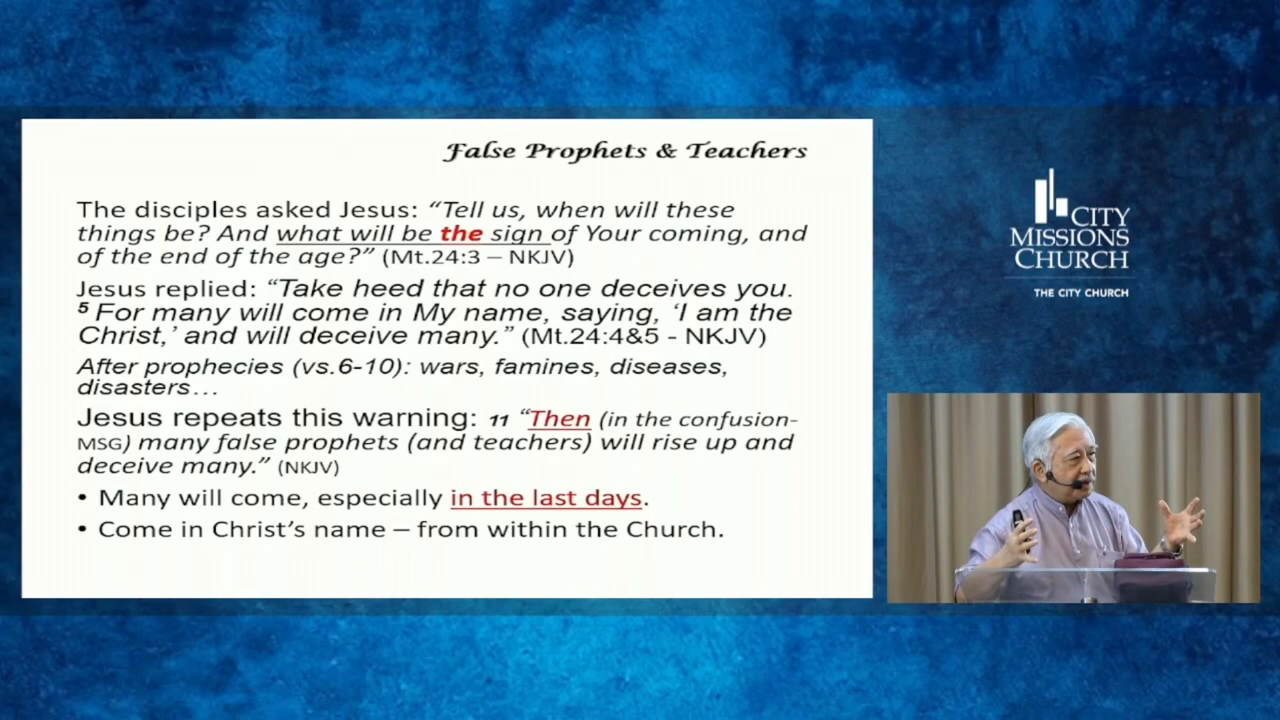 False Prophets & Teachers
The disciples asked Jesus: “Tell us, when will these
things be? And what will be the sign of Your coming, and
of the end of the age?” (Mt.24:3 – NKJV)
Jesus replied: “Take heed that no one deceives you.
5 For many will come in My name, saying, ‘I am the
Christ,’ and will deceive many.” (Mt.24:4&5 - NKJV)
After prophecies (vs.6-10): wars, famines, diseases,
disasters…
Jesus repeats this warning: 11 “Then (in the confusion-
MSG) many false prophets (and teachers) will rise up and
deceive many.” (NKJV)
• Many will come, especially in the last days.
• Come in Christ’s name – from within the Church.
CITY
MISSIONS
CHURCH
THE CITY CHURCH